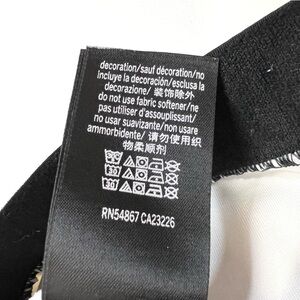 decoration/sauf décoration/no
incluye la decoración/esclusa la
decorazione/ 装饰除外
do not use fabric softener/ne
pas utiliser d'assouplissant/
no usar suavizante/non usare
ammorbidente/ 请勿使用织
物柔顺剂
RN54867 CA23226